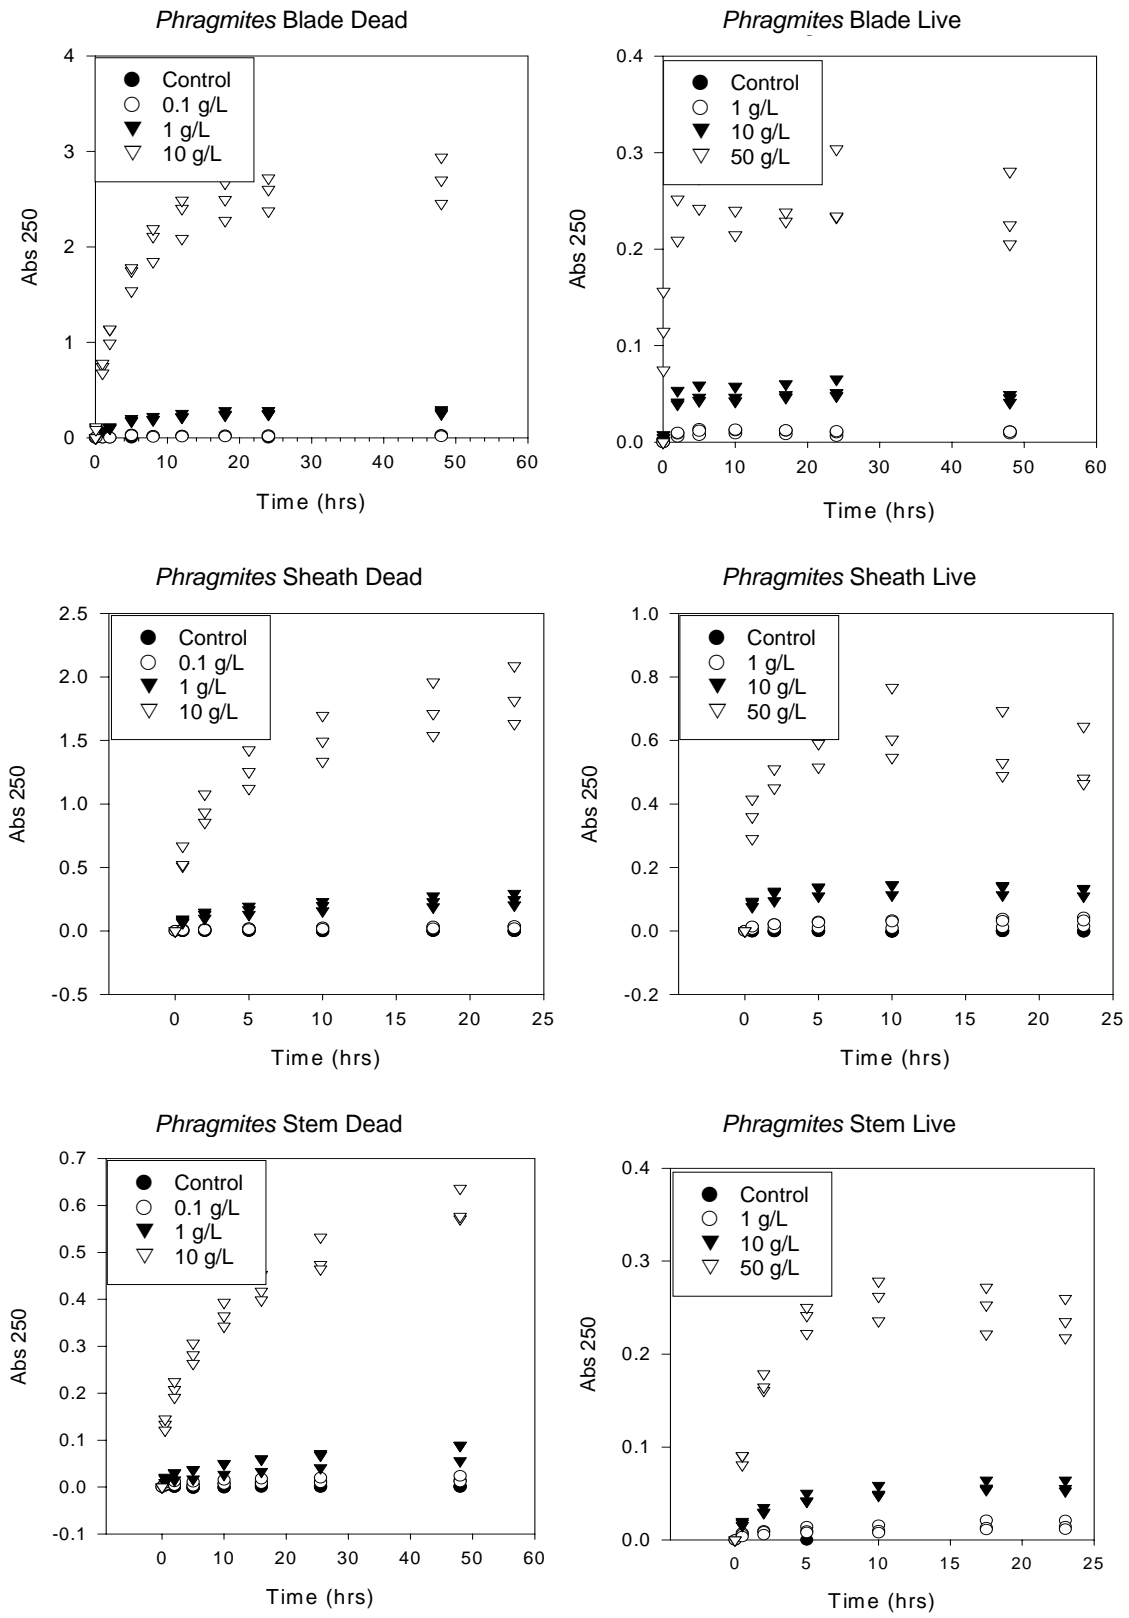 Phragmites Blade Dead
4
3
2
1
0
Abs 250
Control
0.1 g/L
1 g/L
10 g/L
0 10 20 30 40 50 60
Time (hrs)
Phragmites Blade Live
0.4
0.3
0.2
0.1
0.0
Abs 250
Control
1 g/L
10 g/L
50 g/L
0 10 20 30 40 50 60
Time (hrs)
Phragmites Sheath Dead
2.5
2.0
1.5
1.0
0.5
0.0
-0.5
Abs 250
Control
0.1 g/L
1 g/L
10 g/L
0 5 10 15 20 25
Time (hrs)
Phragmites Sheath Live
1.0
0.8
0.6
0.4
0.2
0.0
-0.2
Abs 250
Control
1 g/L
10 g/L
50 g/L
0 5 10 15 20 25
Time (hrs)
Phragmites Stem Dead
0.7
0.6
0.5
0.4
0.3
0.2
0.1
0.0
-0.1
Abs 250
Control
0.1 g/L
1 g/L
10 g/L
0 10 20 30 40 50 60
Time (hrs)
Phragmites Stem Live
0.4
0.3
0.2
0.1
0.0
Abs 250
Control
1 g/L
10 g/L
50 g/L
0 5 10 15 20 25
Time (hrs)